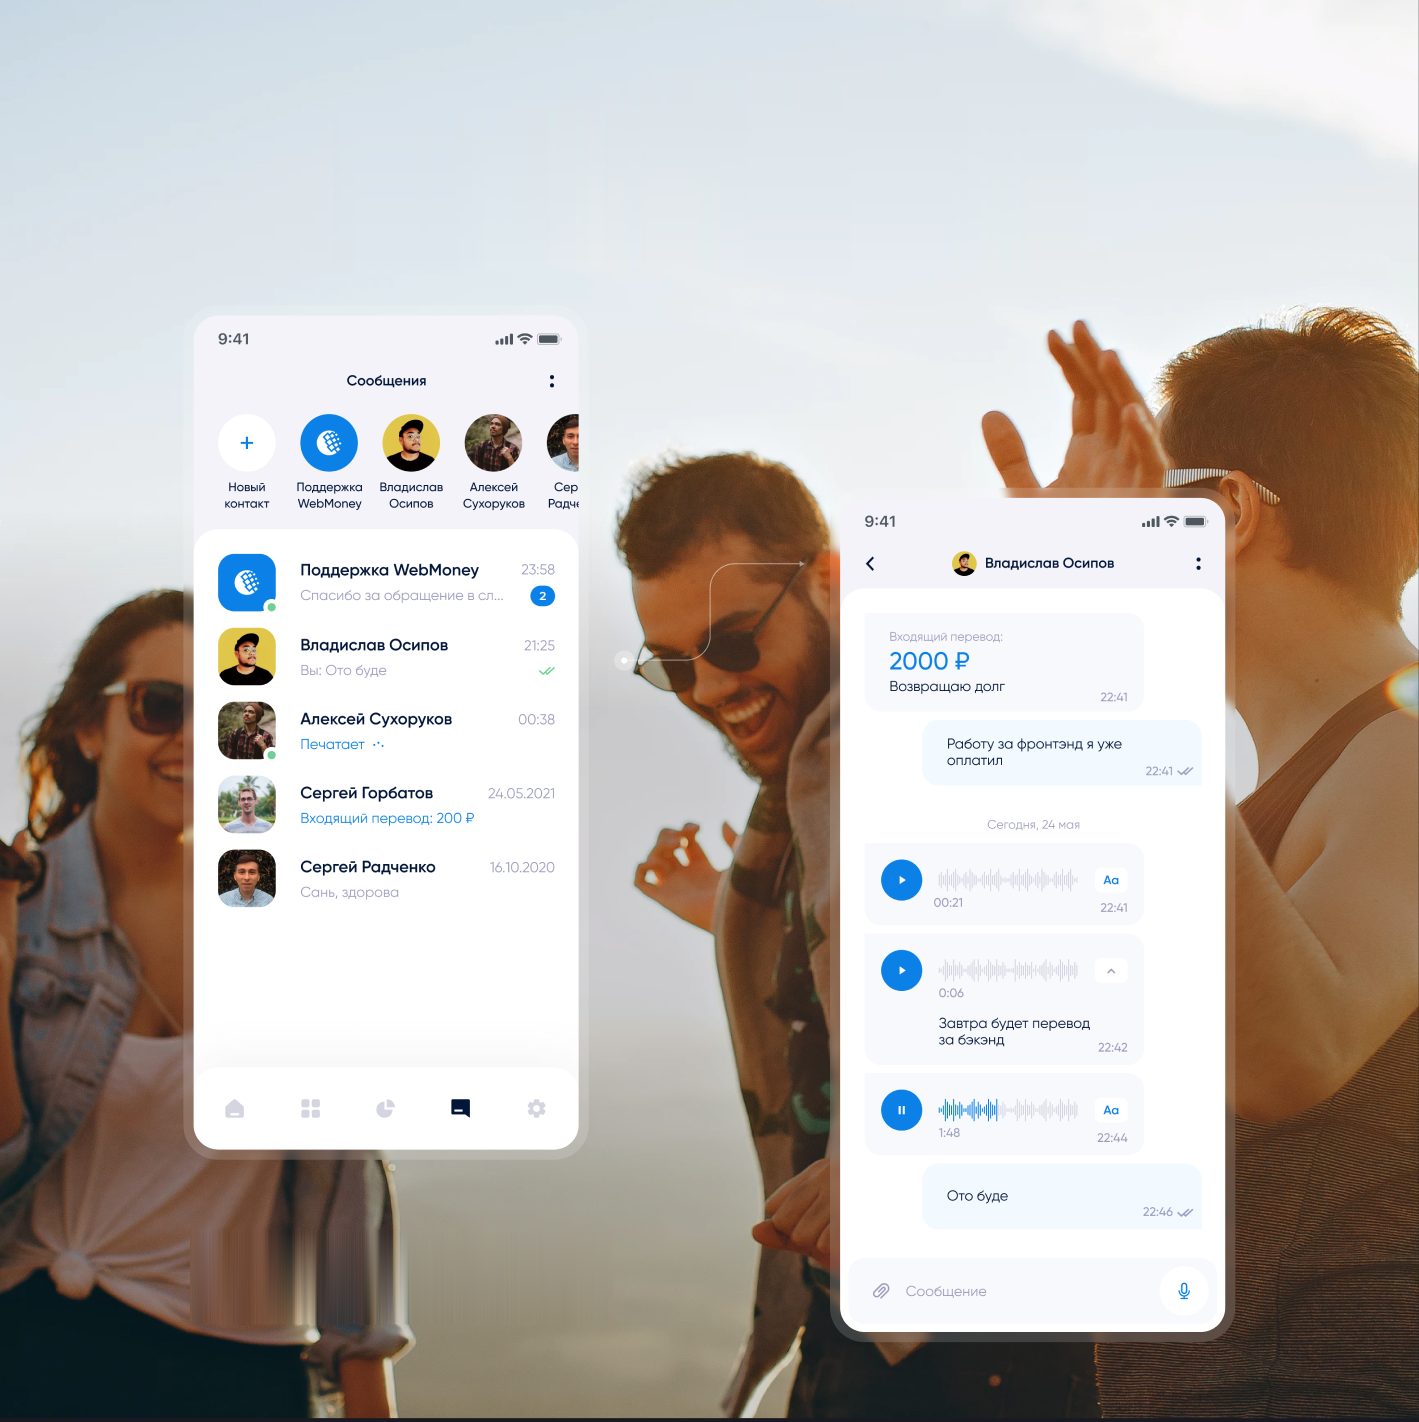 9:41
Сообщения
Новый
контакт
Поддержка
WebMoney
Владислав
Осипов
Алексей
Сухоруков
Сер
Радче
Поддержка WebMoney 23:58
Спасибо за обращение в сл... 2
Владислав Осипов 21:25
Вы: Ото буде
Алексей Сухоруков 00:38
Печатает
Сергей Горбатов 24.05.2021
Входящий перевод: 200 ₽
Сергей Радченко 16.10.2020
Сань, здорова
9:41
Владислав Осипов
Входящий перевод:
2000 ₽
Возвращаю долг
22:41
Работу за фронтэнд я уже
оплатил
22:41
Сегодня, 24 мая
Aa
00:21
22:41
0:06
Завтра будет перевод
за бэкэнд
22:42
Aa
1:48
22:44
Ото буде
22:46
Сообщение